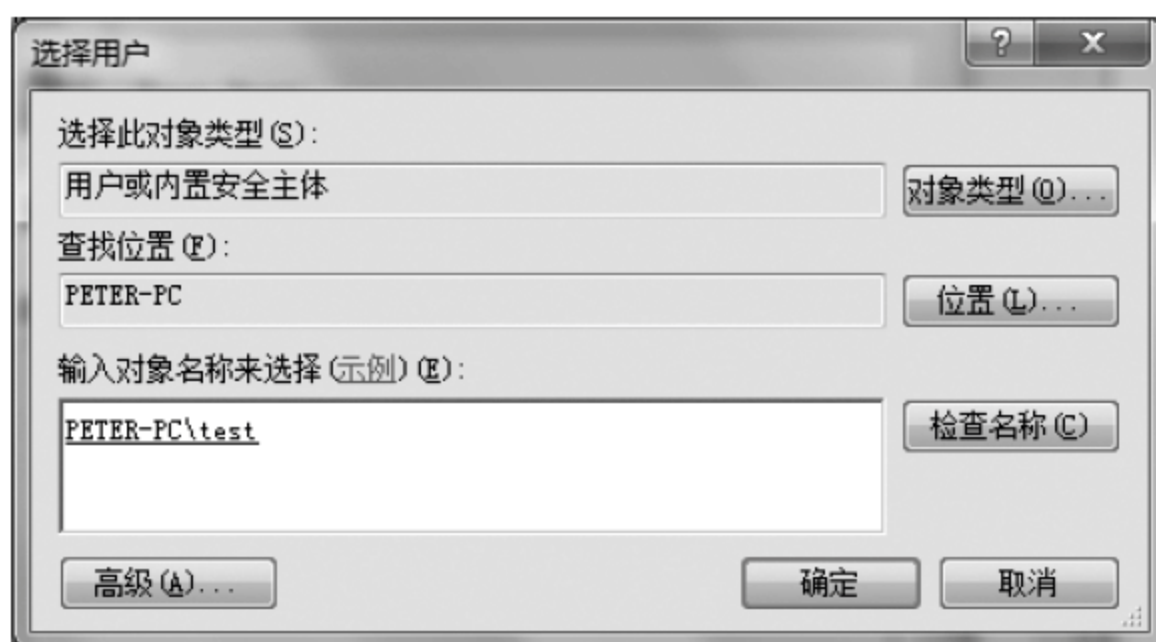 选择用户
选择此对象类型(S):
用户或内置安全主体
对象类型(O)...
查找位置(F):
PETER-PC
位置(L)...
输入对象名称来选择(示例)(E):
PETER-PC\test
检查名称(C)
高级(A)...
确定
取消